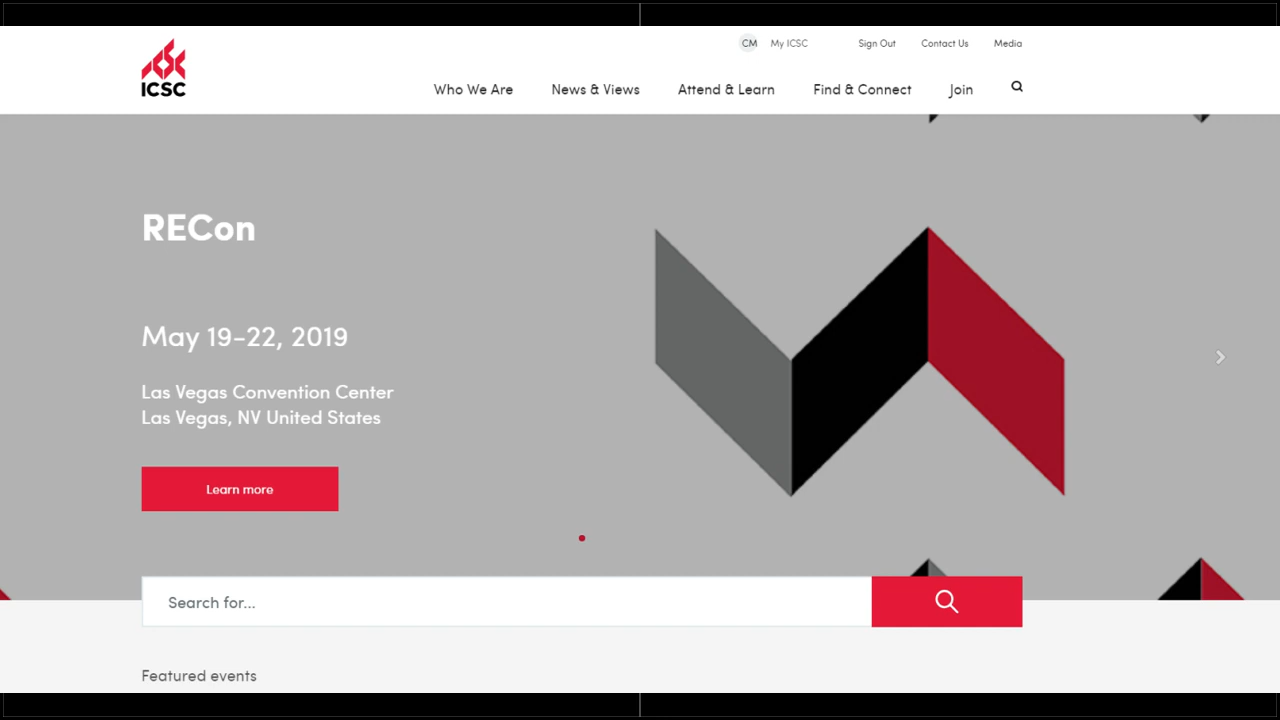 CM My ICSC Sign Out Contact Us Media
ICSC
Who We Are News & Views Attend & Learn Find & Connect Join
RECon
May 19-22, 2019
Las Vegas Convention Center
Las Vegas, NV United States
Learn more
Search for...
Featured events